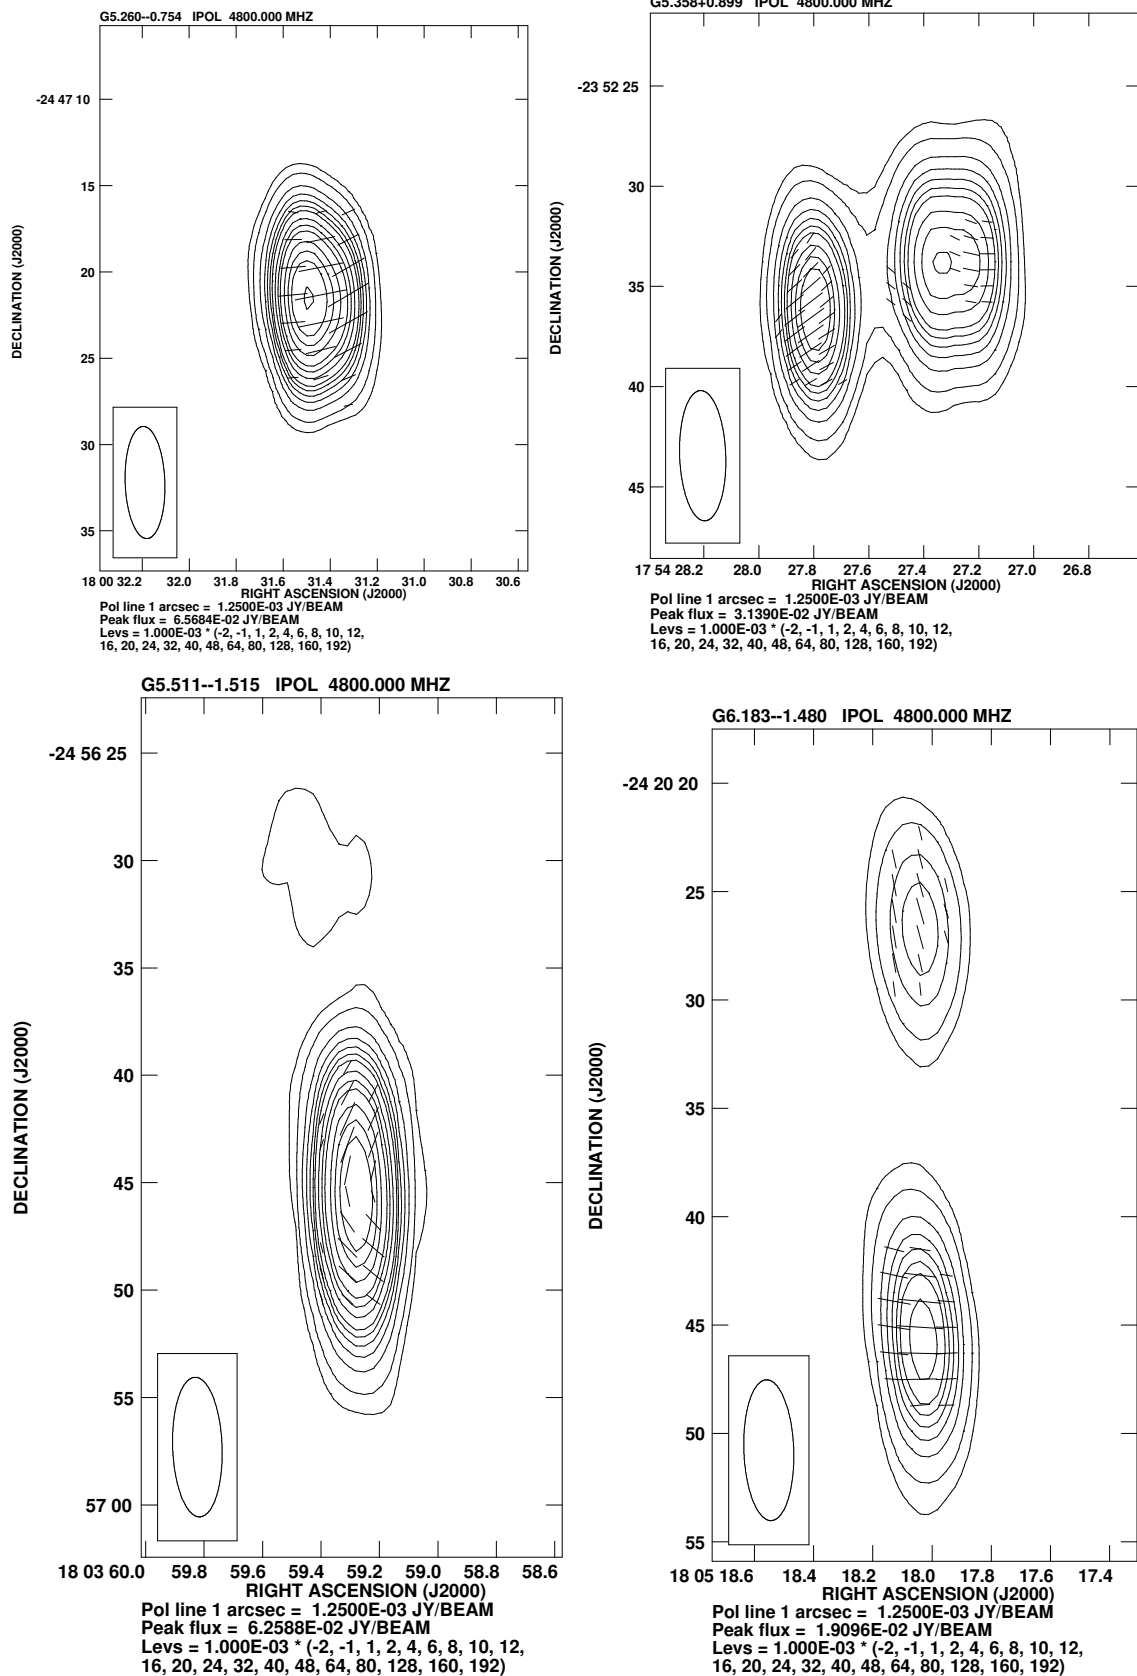 G5.260--0.754 IPOL 4800.000 MHZ
DECLINATION (J2000)
-24 47 10
15
20
25
30
35
18 00 32.2 32.0 31.8 31.6 31.4 31.2 31.0 30.8 30.6
RIGHT ASCENSION (J2000)
Pol line 1 arcsec = 1.2500E-03 JY/BEAM
Peak flux = 6.5684E-02 JY/BEAM
Levs = 1.000E-03 * (-2, -1, 1, 2, 4, 6, 8, 10, 12,
16, 20, 24, 32, 40, 48, 64, 80, 128, 160, 192)
G5.358+0.899 IPOL 4800.000 MHZ
DECLINATION (J2000)
-23 52 25
30
35
40
45
17 54 28.2 28.0 27.8 27.6 27.4 27.2 27.0 26.8
RIGHT ASCENSION (J2000)
Pol line 1 arcsec = 1.2500E-03 JY/BEAM
Peak flux = 3.1390E-02 JY/BEAM
Levs = 1.000E-03 * (-2, -1, 1, 2, 4, 6, 8, 10, 12,
16, 20, 24, 32, 40, 48, 64, 80, 128, 160, 192)
G5.511--1.515 IPOL 4800.000 MHZ
DECLINATION (J2000)
-24 56 25
30
35
40
45
50
55
57 00
18 03 60.0 59.8 59.6 59.4 59.2 59.0 58.8 58.6
RIGHT ASCENSION (J2000)
Pol line 1 arcsec = 1.2500E-03 JY/BEAM
Peak flux = 6.2588E-02 JY/BEAM
Levs = 1.000E-03 * (-2, -1, 1, 2, 4, 6, 8, 10, 12,
16, 20, 24, 32, 40, 48, 64, 80, 128, 160, 192)
G6.183--1.480 IPOL 4800.000 MHZ
DECLINATION (J2000)
-24 20 20
25
30
35
40
45
50
55
18 05 18.6 18.4 18.2 18.0 17.8 17.6 17.4
RIGHT ASCENSION (J2000)
Pol line 1 arcsec = 1.2500E-03 JY/BEAM
Peak flux = 1.9096E-02 JY/BEAM
Levs = 1.000E-03 * (-2, -1, 1, 2, 4, 6, 8, 10, 12,
16, 20, 24, 32, 40, 48, 64, 80, 128, 160, 192)